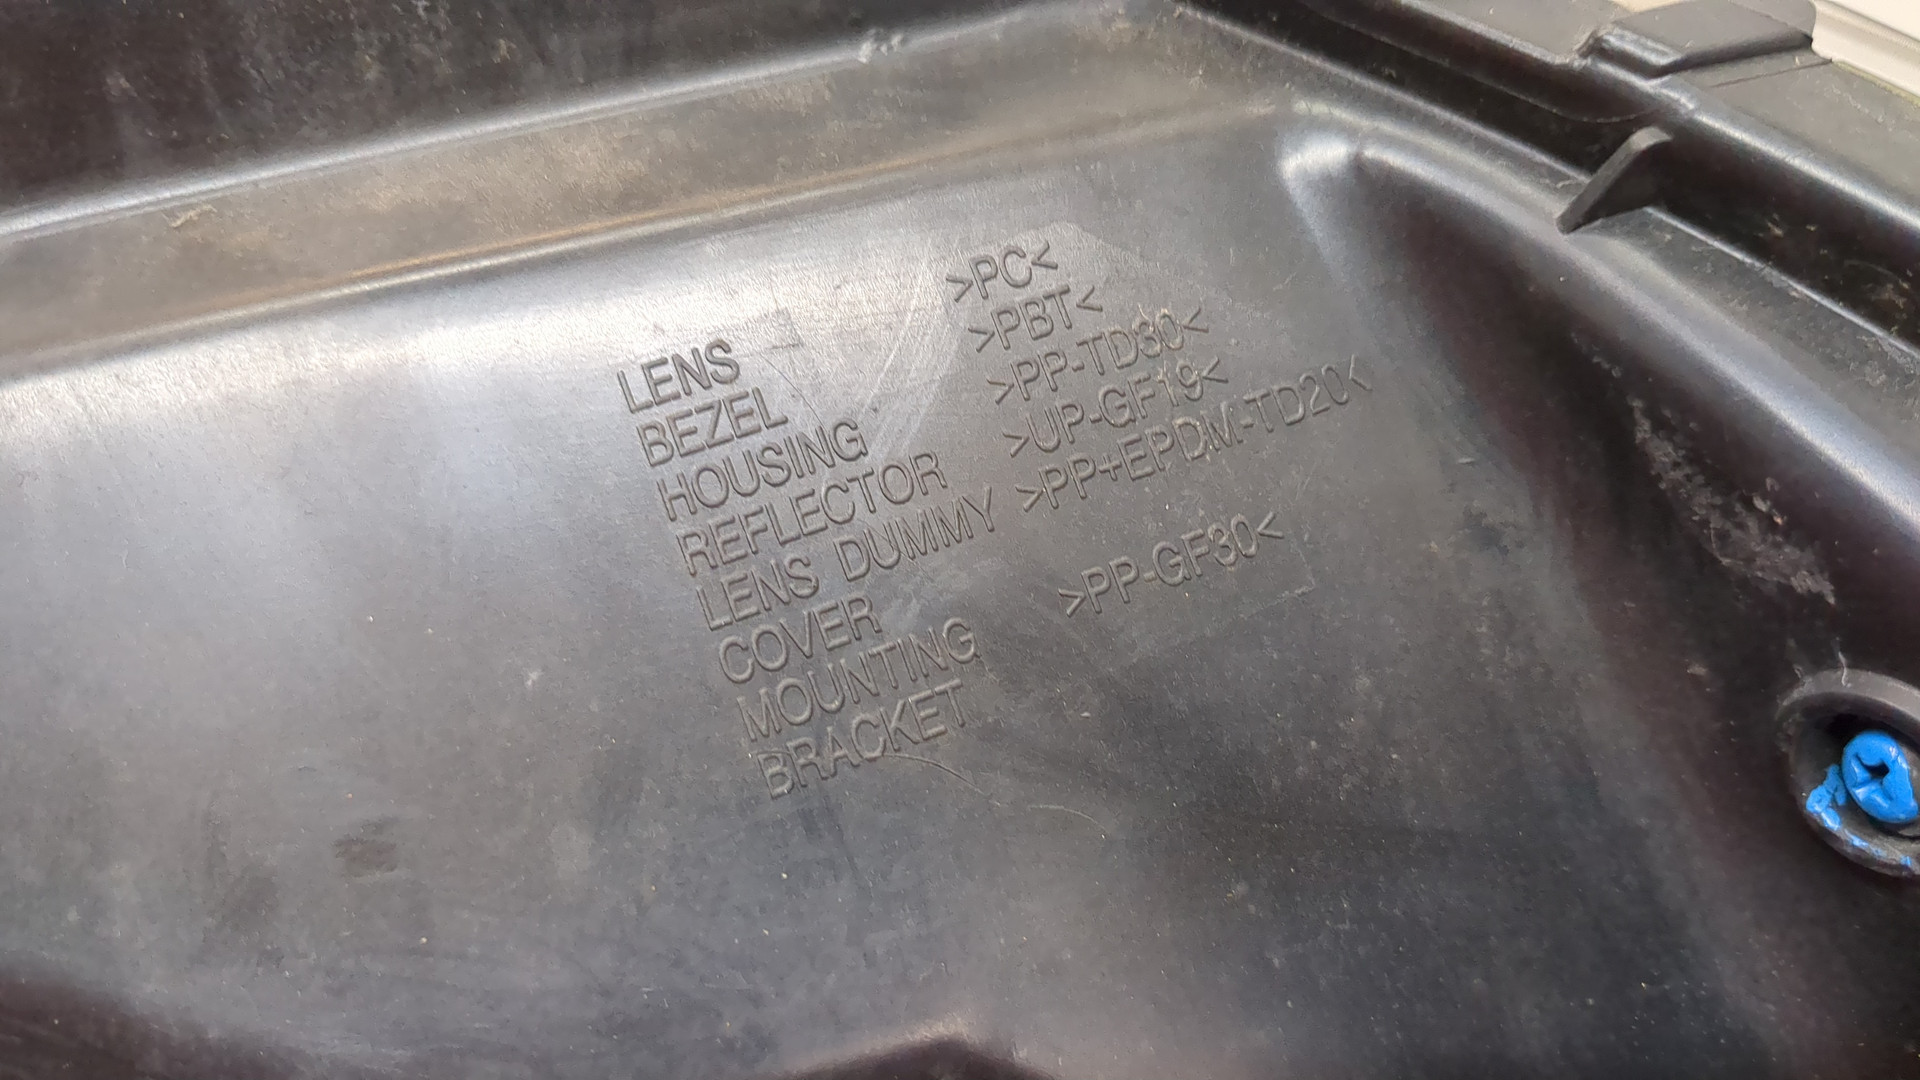 LENS >PC<
BEZEL >PBT<
HOUSING >PP-TD30<
REFLECTOR >UP-GF19<
LENS DUMMY >PP+EPDM-TD20<
COVER
MOUNTING >PP-GF30<
BRACKET